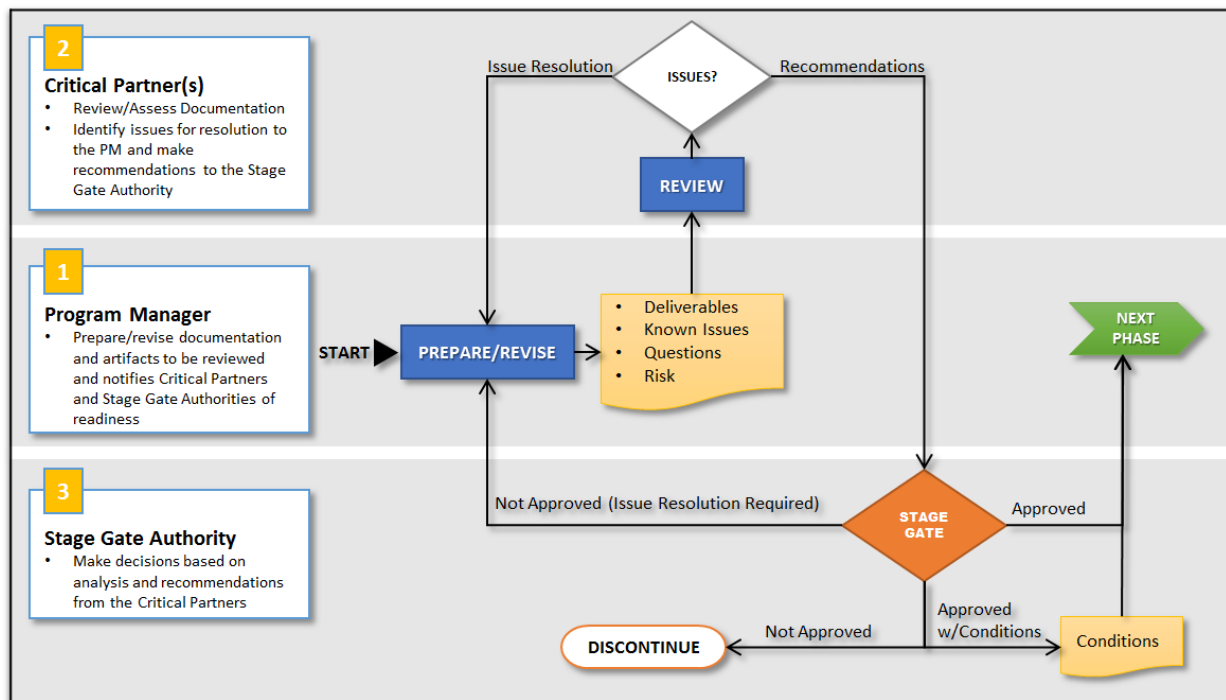 2
Critical Partner(s)
• Review/Assess Documentation
• Identify issues for resolution to
the PM and make
recommendations to the Stage
Gate Authority
Issue Resolution
ISSUES?
Recommendations
REVIEW
1
Program Manager
• Prepare/revise documentation
and artifacts to be reviewed
and notifies Critical Partners
and Stage Gate Authorities of
readiness
START
PREPARE/REVISE
• Deliverables
• Known Issues
• Questions
• Risk
NEXT
PHASE
3
Stage Gate Authority
• Make decisions based on
analysis and recommendations
from the Critical Partners
Not Approved (Issue Resolution Required)
STAGE
GATE
Approved
DISCONTINUE
Not Approved
Approved
w/Conditions
Conditions